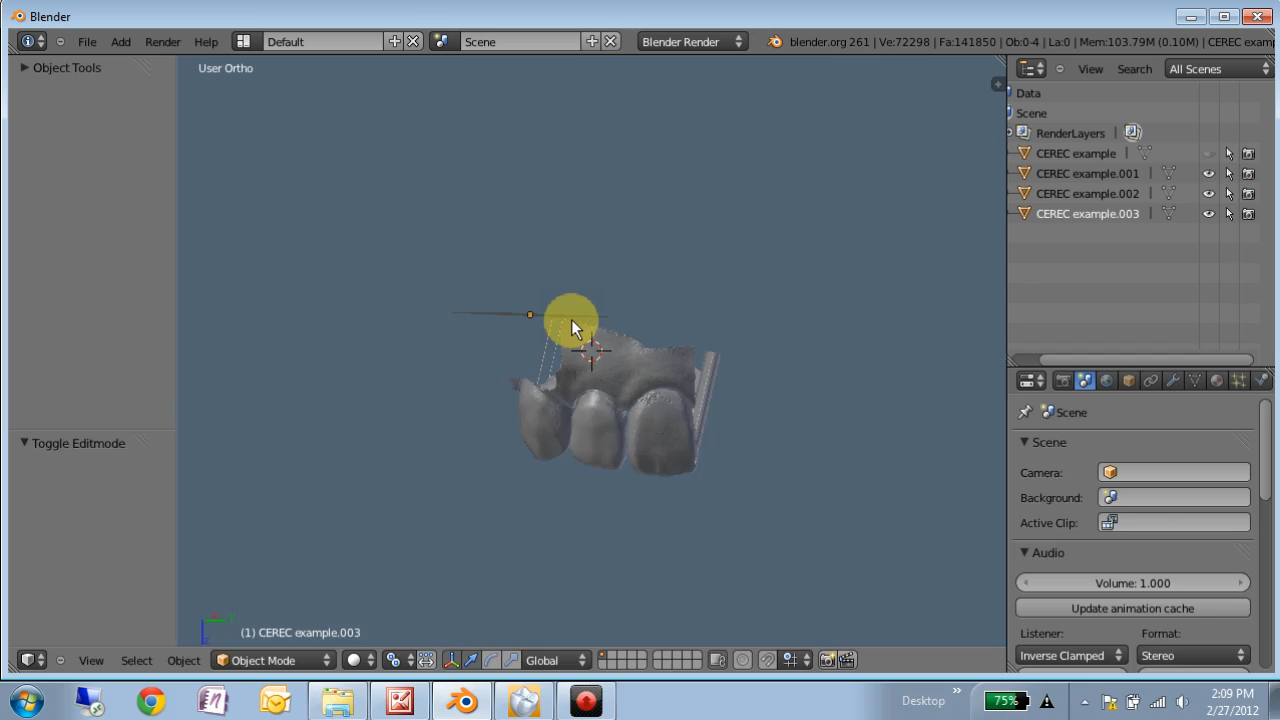 Blender
File Add Render Help Default Scene Blender Render blender.org 261 | Ve:72298 | Fa:141850 | Ob:0-4 | La:0 | Mem:103.79M (0.10M) | CEREC examp
Object Tools
User Ortho
View Search All Scenes
Data
Scene
RenderLayers
CEREC example
CEREC example.001
CEREC example.002
CEREC example.003
Scene
Scene
Camera:
Background:
Active Clip:
Audio
Volume: 1.000
Update animation cache
Listener: Format:
Inverse Clamped Stereo
Toggle Editmode
(1) CEREC example.003
View Select Object Object Mode Global
Desktop » 75% 2:09 PM
2/27/2012